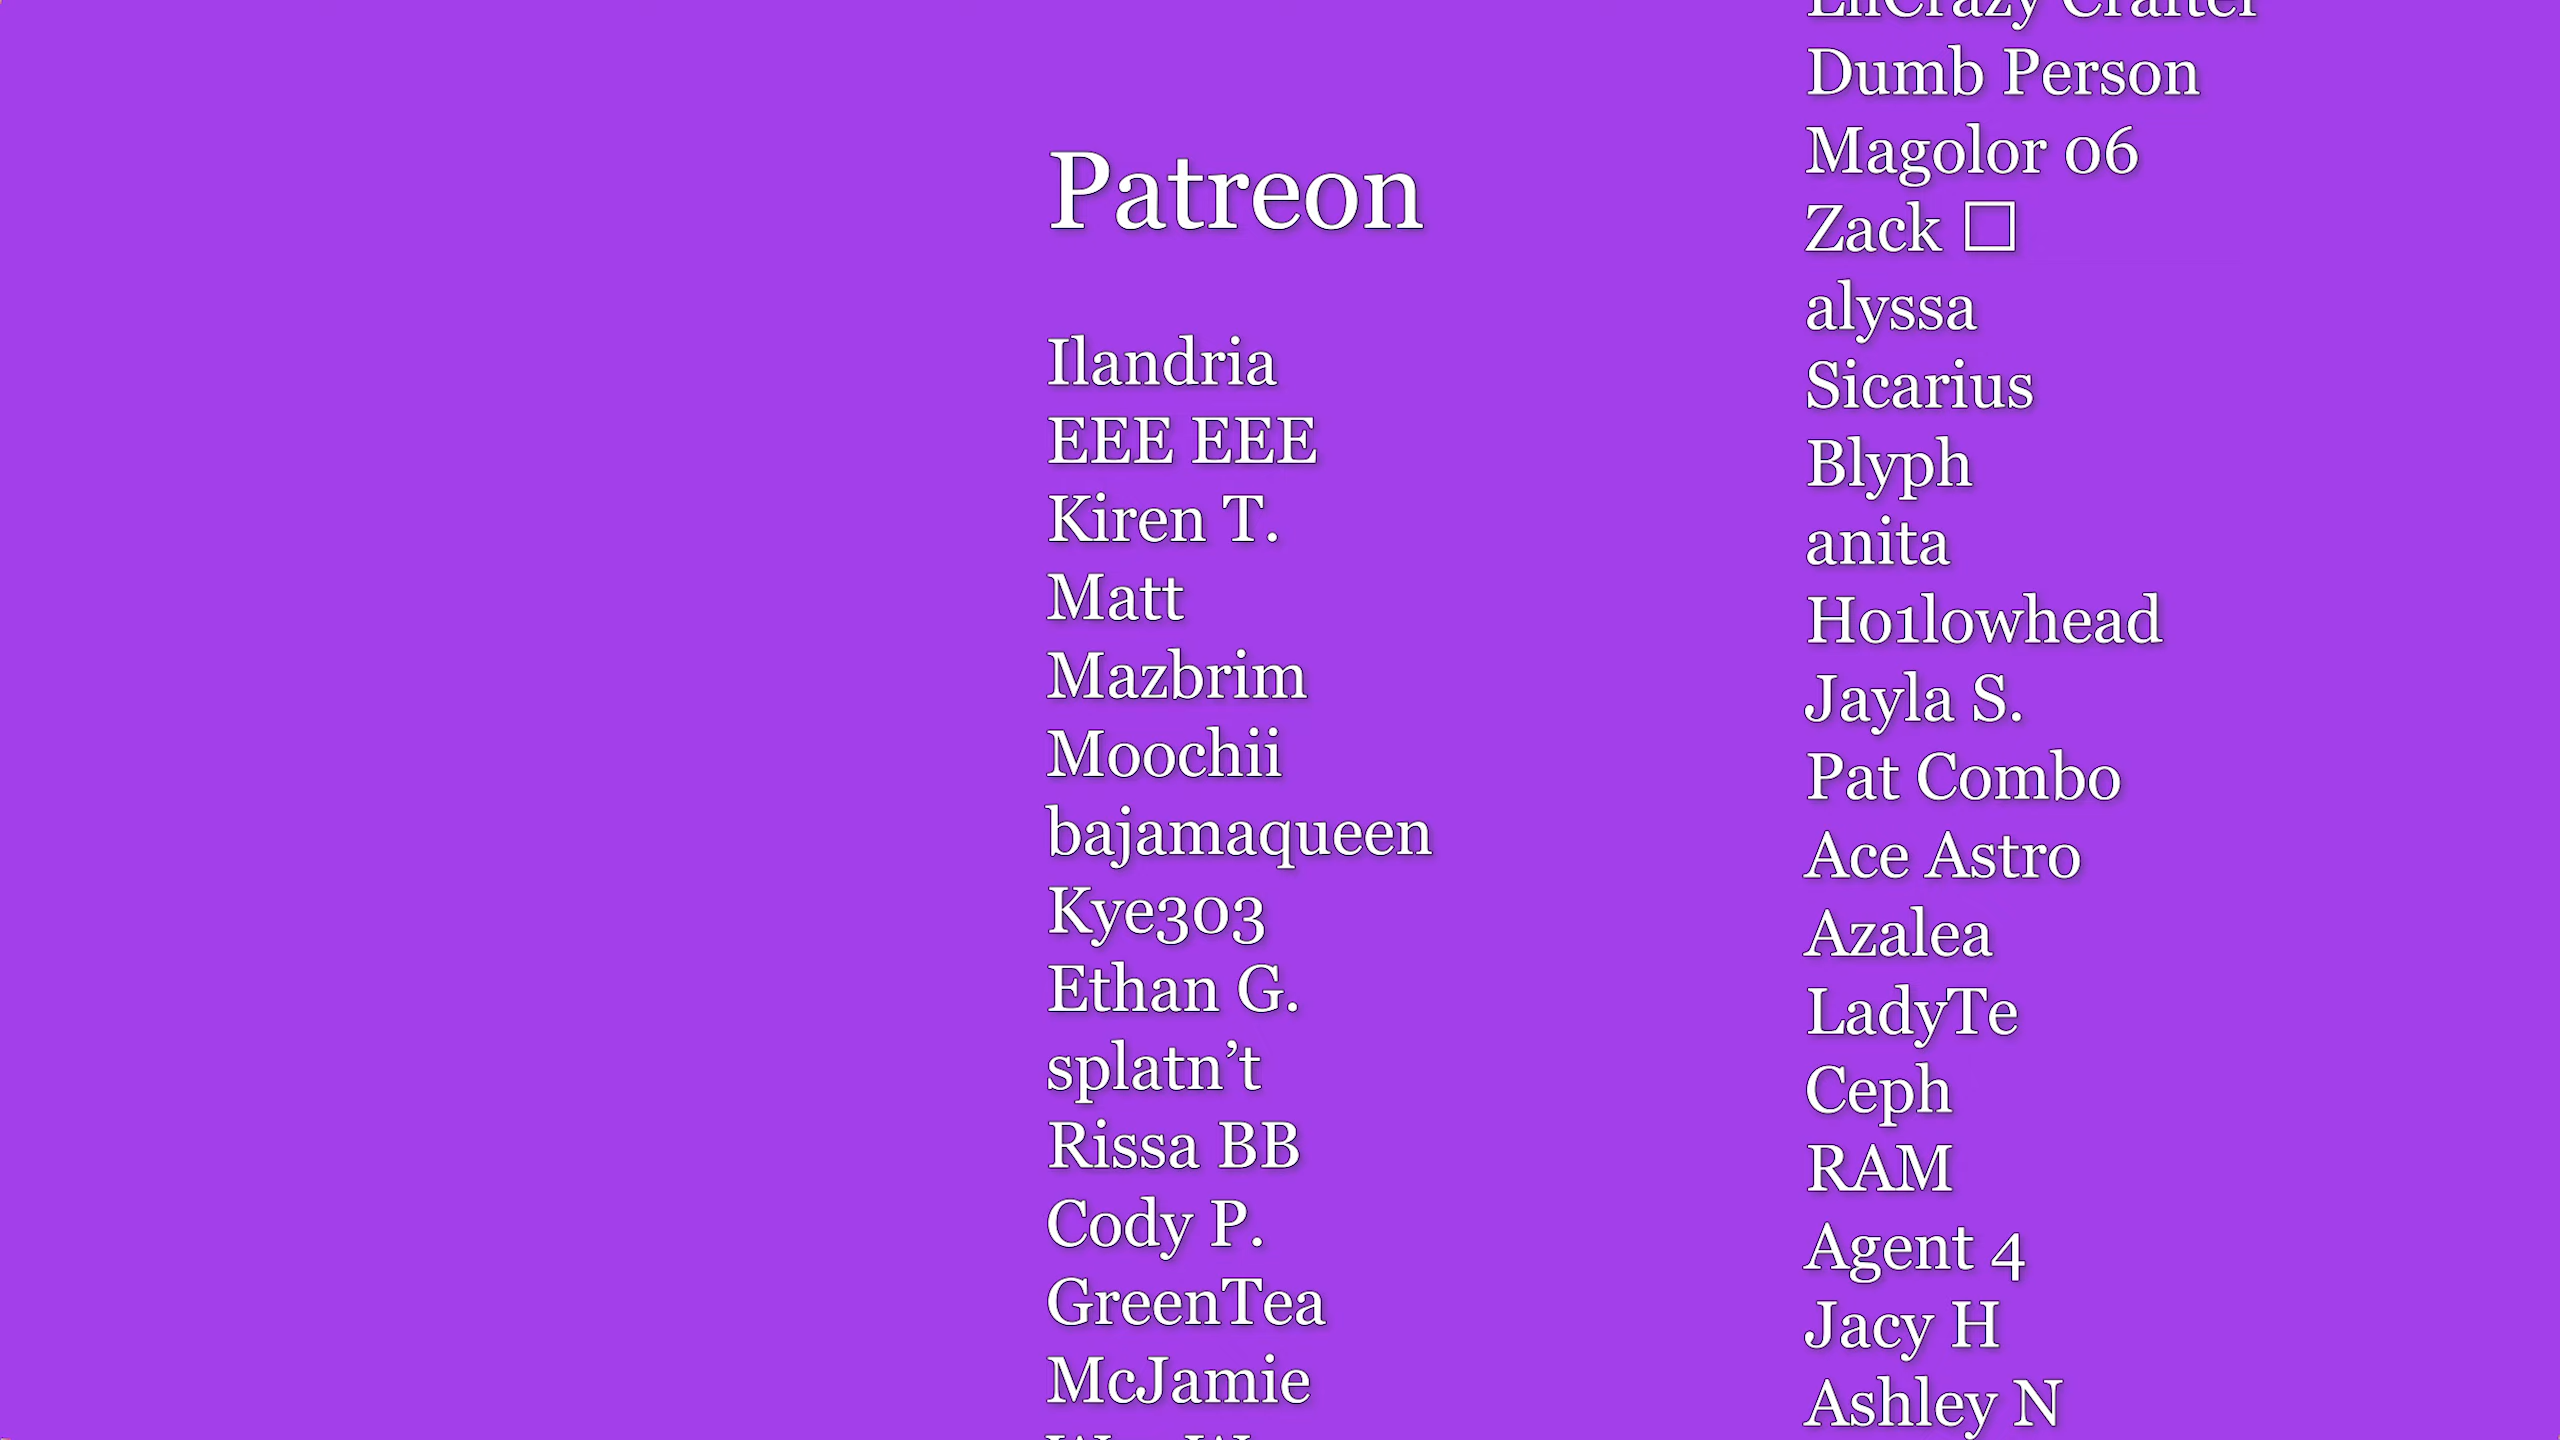 Patreon
Ilandria
EEE EEE
Kiren T.
Matt
Mazbrim
Moochii
bajamaqueen
Kye303
Ethan G.
splatn’t
Rissa BB
Cody P.
GreenTea
McJamie
Crafter
Dumb Person
Magolor 06
Zack □
alyssa
Sicarius
Blyph
anita
Ho1lowhead
Jayla S.
Pat Combo
Ace Astro
Azalea
LadyTe
Ceph
RAM
Agent 4
Jacy H
Ashley N